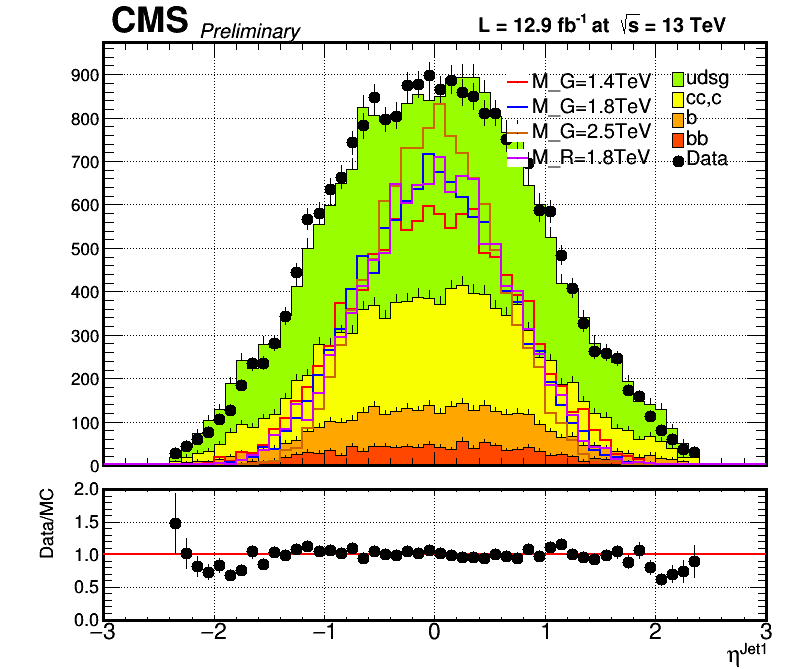 CMS Preliminary L = 12.9 fb⁻¹ at √s = 13 TeV
900
800
700
600
500
400
300
200
100
0
M_G=1.4TeV
M_G=1.8TeV
M_G=2.5TeV
M_R=1.8TeV
udsg
cc,c
b
bb
Data
Data/MC
2.0
1.5
1.0
0.5
0.0
−3 −2 −1 0 1 2 3
η^Jet1